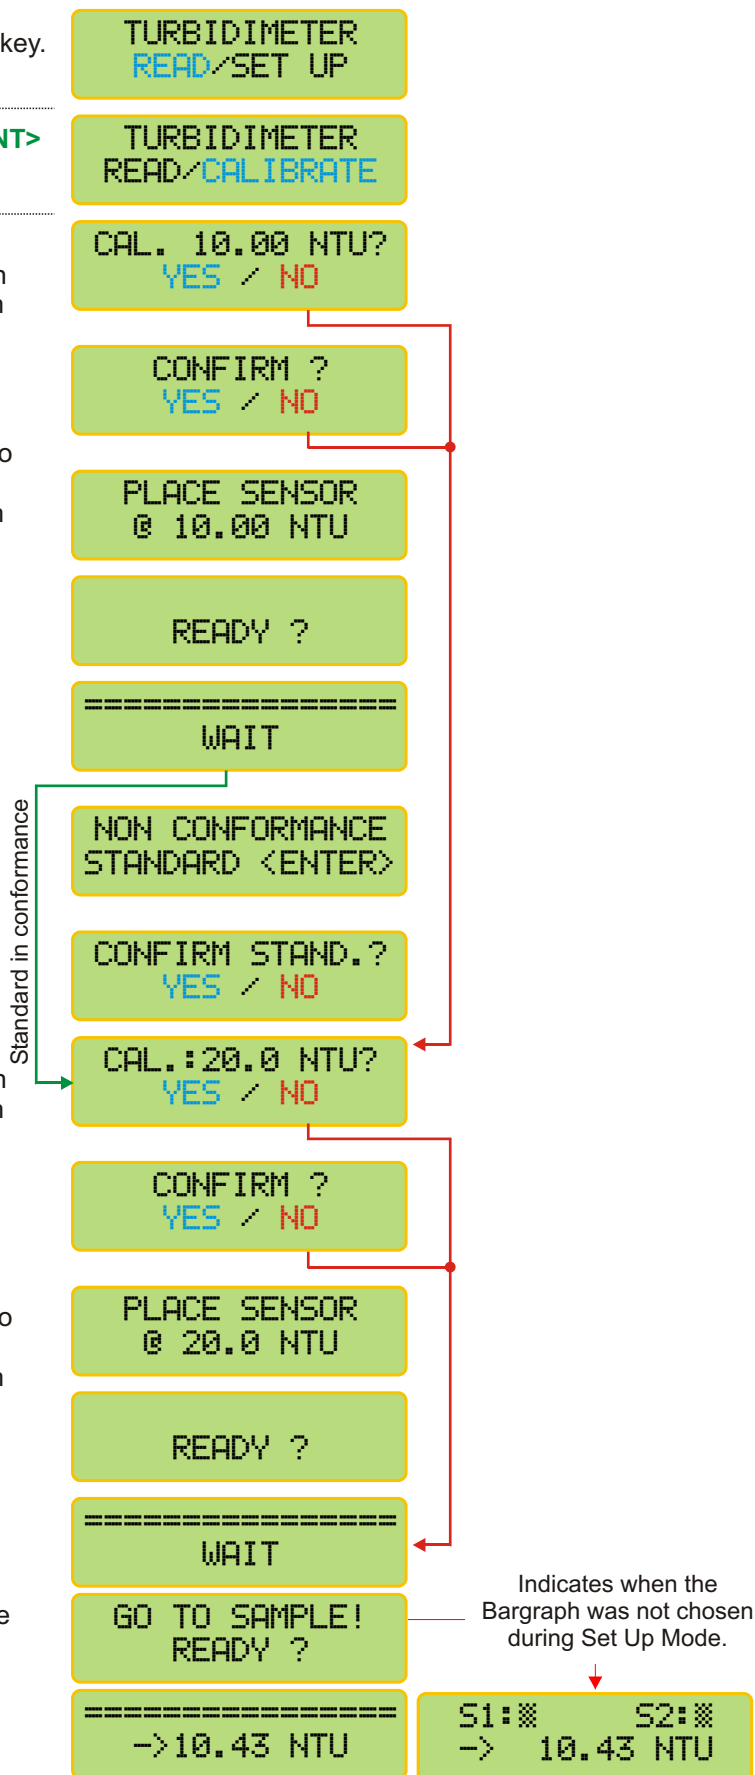 key.
TURBIDIMETER
READ/SET UP
NT>
TURBIDIMETER
READ/CALIBRATE
CAL. 10.00 NTU?
YES / NO
CONFIRM ?
YES / NO
PLACE SENSOR
@ 10.00 NTU
READY ?
================
WAIT
Standard in conformance
NON CONFORMANCE
STANDARD <ENTER>
CONFIRM STAND.?
YES / NO
CAL.:20.0 NTU?
YES / NO
CONFIRM ?
YES / NO
PLACE SENSOR
@ 20.0 NTU
READY ?
================
WAIT
GO TO SAMPLE!
READY ?
Indicates when the
Bargraph was not chosen
during Set Up Mode.
================
->10.43 NTU
S1:▒ S2:▒
-> 10.43 NTU